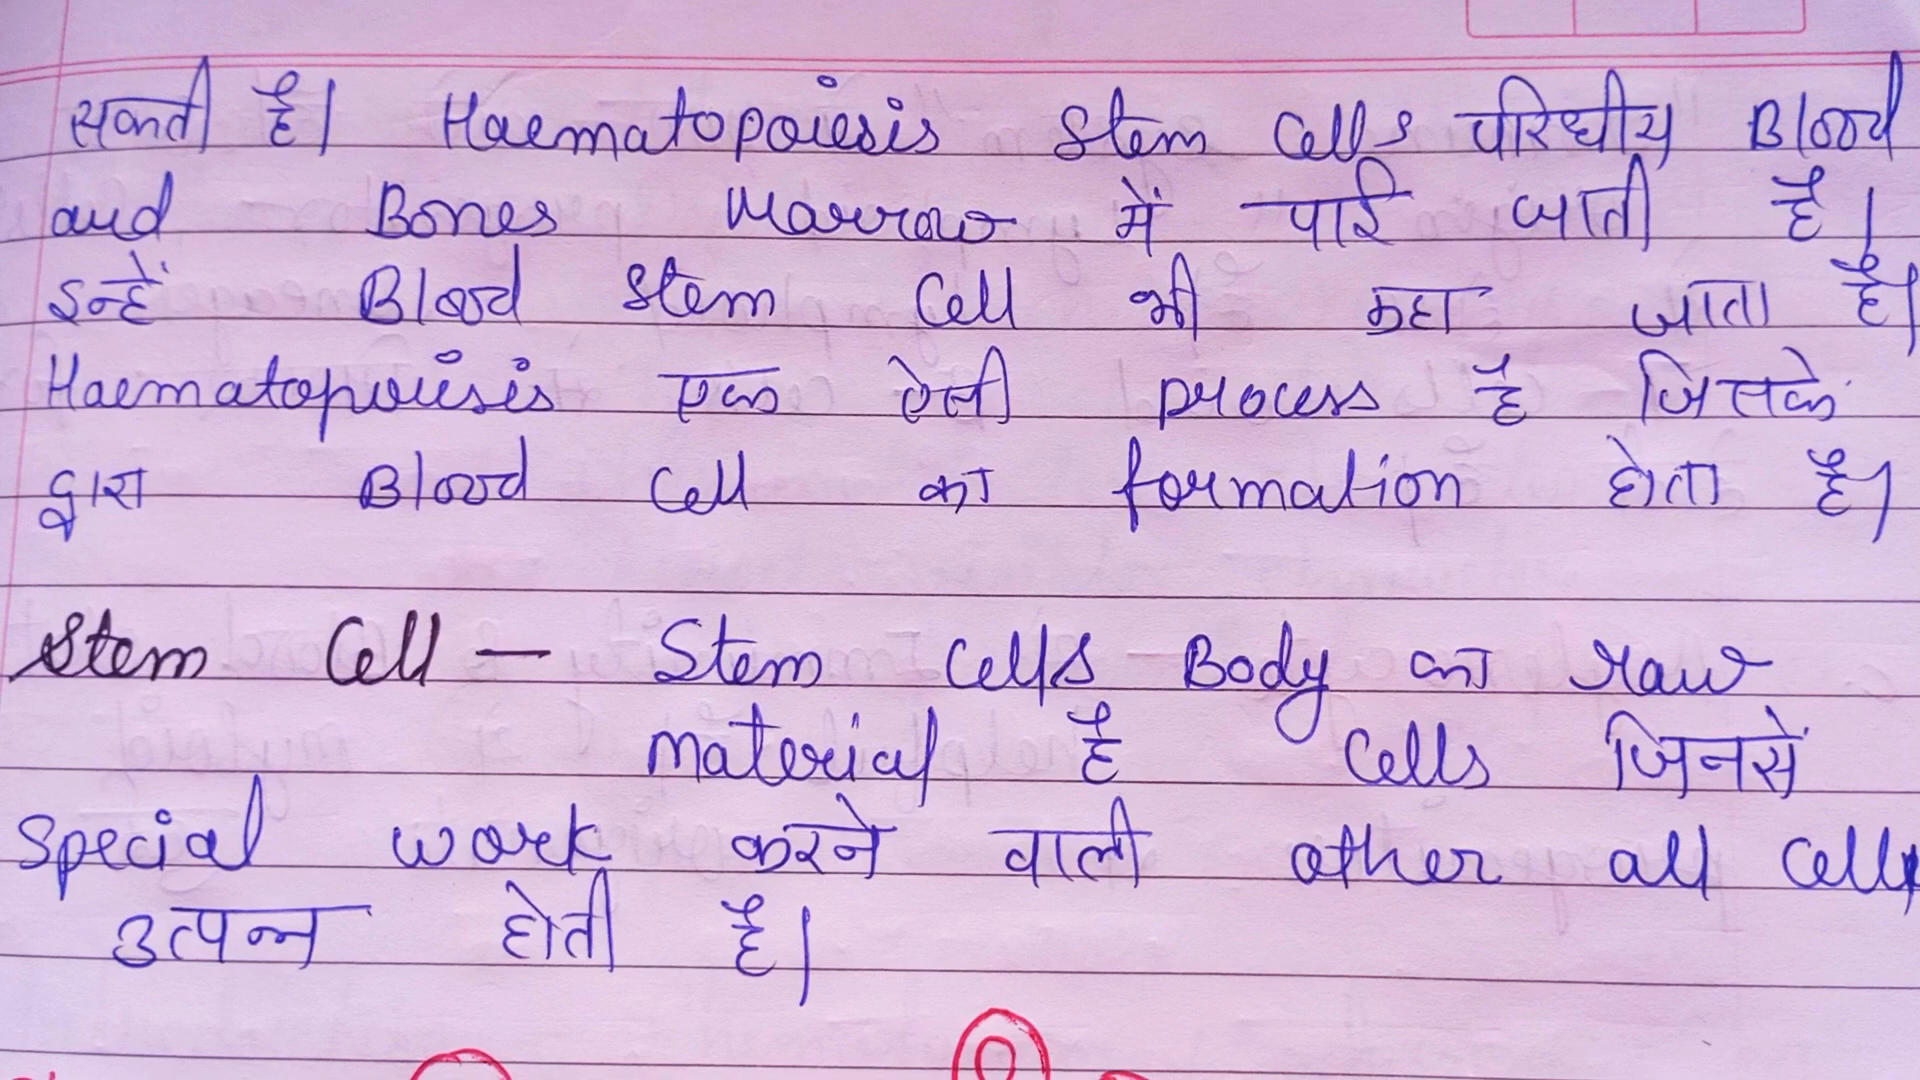 सकती है। Haematopoiesis Stem Cells परिधीय Blood
and Bones Marrow में पाई जाती है।
इन्हें Blood Stem Cell भी कहा जाता है।
Haematopoiesis एक ऐसी process है जिसके
द्वारा Blood Cell का formation होता है।
Stem Cell — Stem Cells Body का raw
material है Cells जिनसे
Special work करने वाली other all Cells
उत्पन्न होती है।